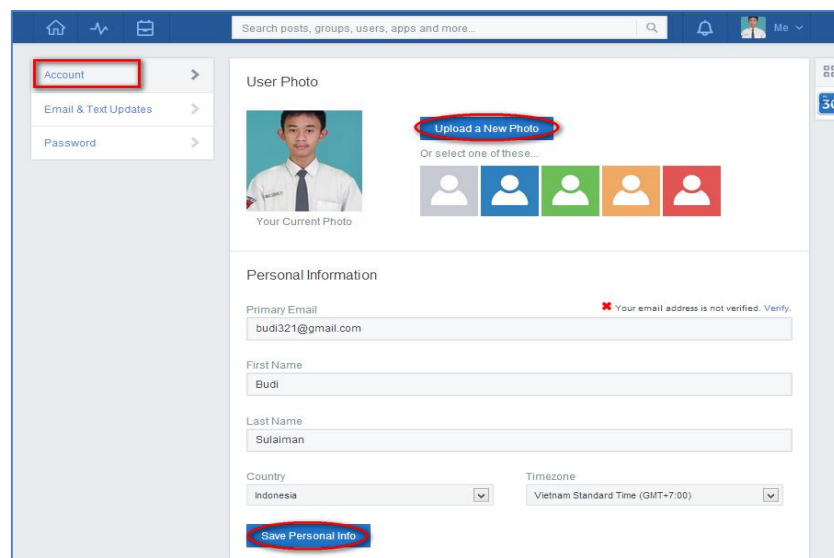 Search posts, groups, users, apps and more...
Me
Account
Email & Text Updates
Password
User Photo
Upload a New Photo
Or select one of these...
Your Current Photo
Personal Information
Primary Email
Your email address is not verified. Verify.
budi321@gmail.com
First Name
Budi
Last Name
Sulaiman
Country
Timezone
Indonesia
Vietnam Standard Time (GMT+7:00)
Save Personal Info